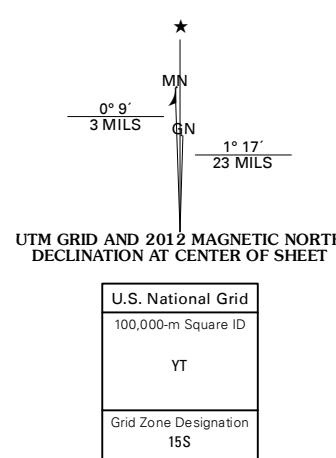 ★
MN
0° 9´
3 MILS
GN
1° 17´
23 MILS
UTM GRID AND 2012 MAGNETIC NORT
DECLINATION AT CENTER OF SHEET
U.S. National Grid
100,000-m Square ID
YT
Grid Zone Designation
15S